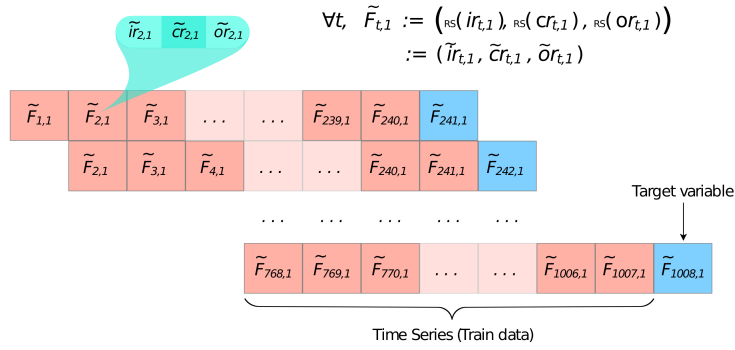 ĩr2,1 c̃r2,1 õr2,1
∀t, F̃t,1 := (RS(irt,1), RS(crt,1), RS(ort,1))
:= (ĩrt,1, c̃rt,1, õrt,1)
F̃1,1 F̃2,1 F̃3,1 ... ... F̃239,1 F̃240,1 F̃241,1
F̃2,1 F̃3,1 F̃4,1 ... ... F̃240,1 F̃241,1 F̃242,1
... ... ... ... ...
Target variable
F̃768,1 F̃769,1 F̃770,1 ... ... F̃1006,1 F̃1007,1 F̃1008,1
Time Series (Train data)